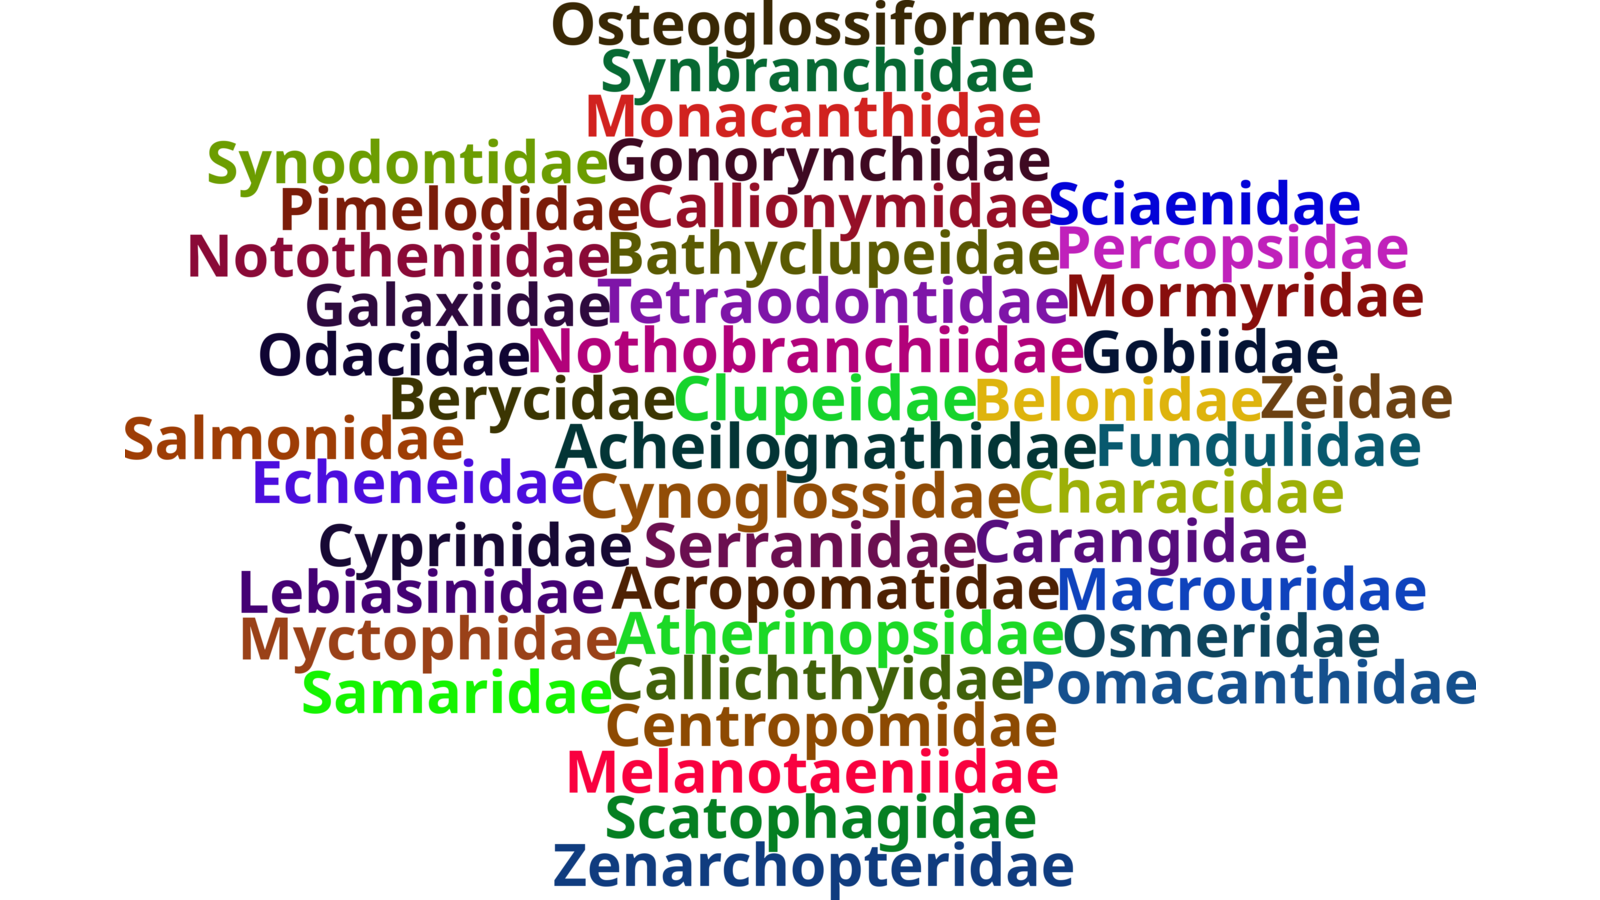 Osteoglossiformes
Synbranchidae
Monacanthidae
Synodontidae Gonorynchidae
Pimelodidae Callionymidae Sciaenidae
Nototheniidae Bathyclupeidae Percopsidae
Galaxiidae Tetraodontidae Mormyridae
Odacidae Nothobranchiidae Gobiidae
Berycidae Clupeidae Belonidae Zeidae
Salmonidae Acheilognathidae Fundulidae
Echeneidae Cynoglossidae Characidae
Cyprinidae Serranidae Carangidae
Lebiasinidae Acropomatidae Macrouridae
Myctophidae Atherinopsidae Osmeridae
Samaridae Callichthyidae Pomacanthidae
Centropomidae
Melanotaeniidae
Scatophagidae
Zenarchopteridae